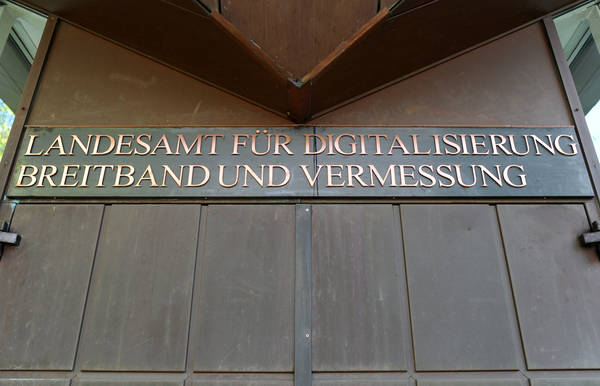 LANDESAMT FÜR DIGITALISIERUNG
BREITBAND UND VERMESSUNG